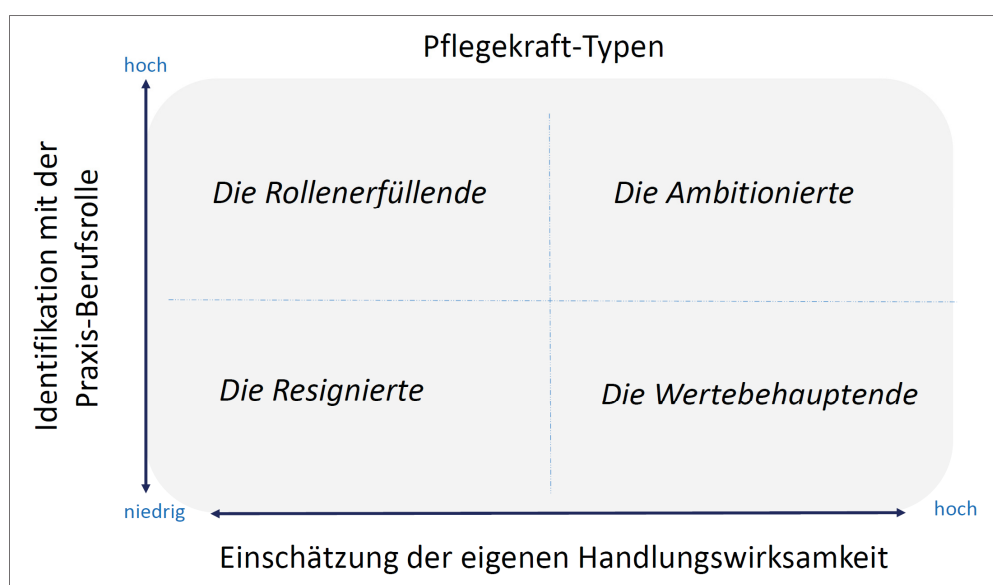 Pflegekraft-Typen
hoch
Identifikation mit der
Praxis-Berufsrolle
Die Rollenerfüllende
Die Ambitionierte
Die Resignierte
Die Wertebehauptende
niedrig
hoch
Einschätzung der eigenen Handlungswirksamkeit